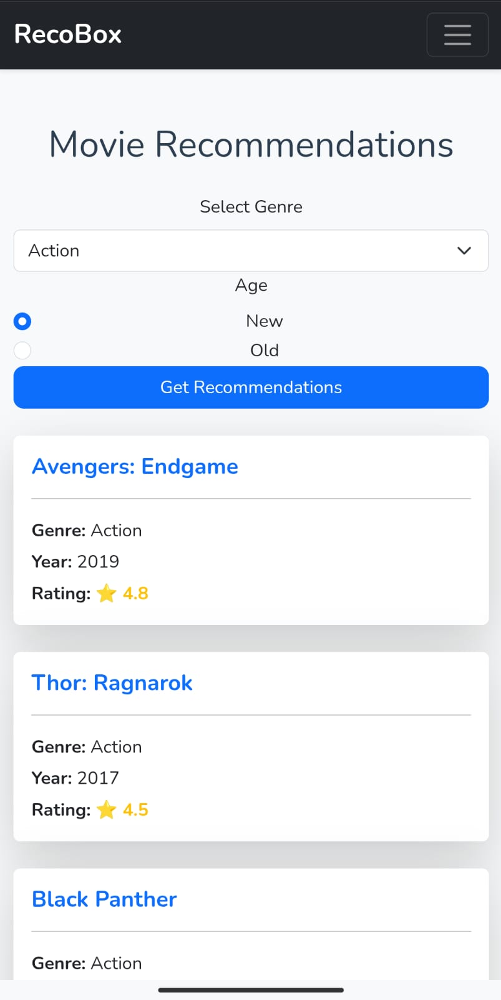 RecoBox
Movie Recommendations
Select Genre
Action
Age
New
Old
Get Recommendations
Avengers: Endgame
Genre: Action
Year: 2019
Rating: ⭐ 4.8
Thor: Ragnarok
Genre: Action
Year: 2017
Rating: ⭐ 4.5
Black Panther
Genre: Action